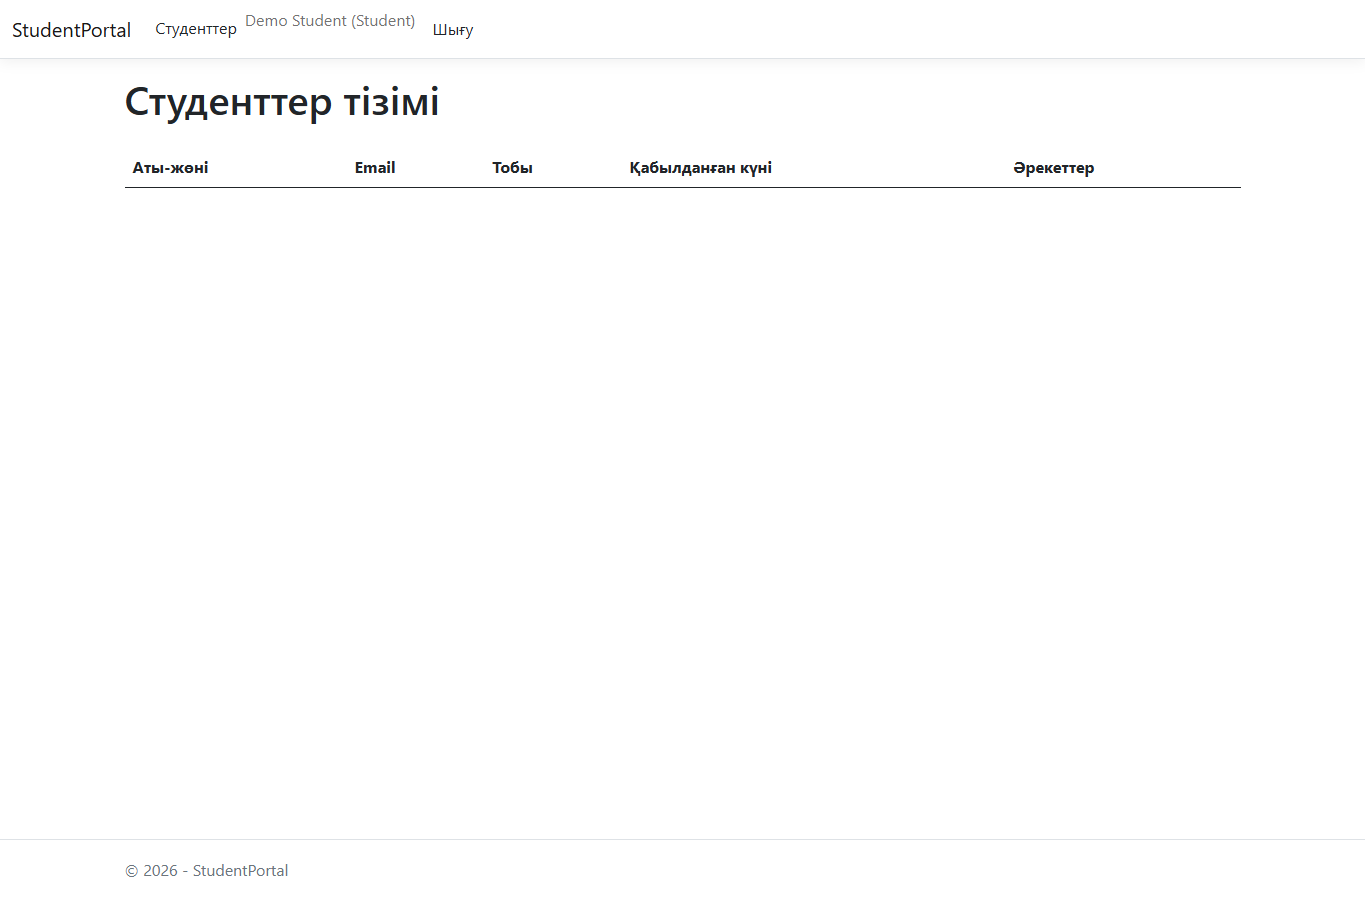 StudentPortal Студенттер Demo Student (Student) Шығу
Студенттер тізімі
Аты-жөні Email Тобы Қабылданған күні Әрекеттер
© 2026 - StudentPortal